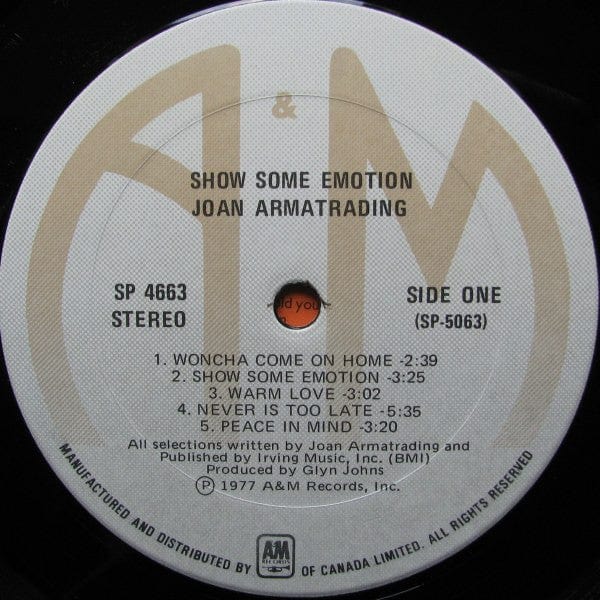 A & M
SHOW SOME EMOTION
JOAN ARMATRADING
SP 4663
STEREO
SIDE ONE
(SP-5063)
you
1. WONCHA COME ON HOME -2:39
2. SHOW SOME EMOTION -3:25
3. WARM LOVE -3:02
4. NEVER IS TOO LATE -5:35
5. PEACE IN MIND -3:20
All selections written by Joan Armatrading and
Published by Irving Music, Inc. (BMI)
Produced by Glyn Johns
Ⓟ 1977 A&M Records, Inc.
MANUFACTURED AND DISTRIBUTED BY A&M RECORDS OF CANADA LIMITED. ALL RIGHTS RESERVED